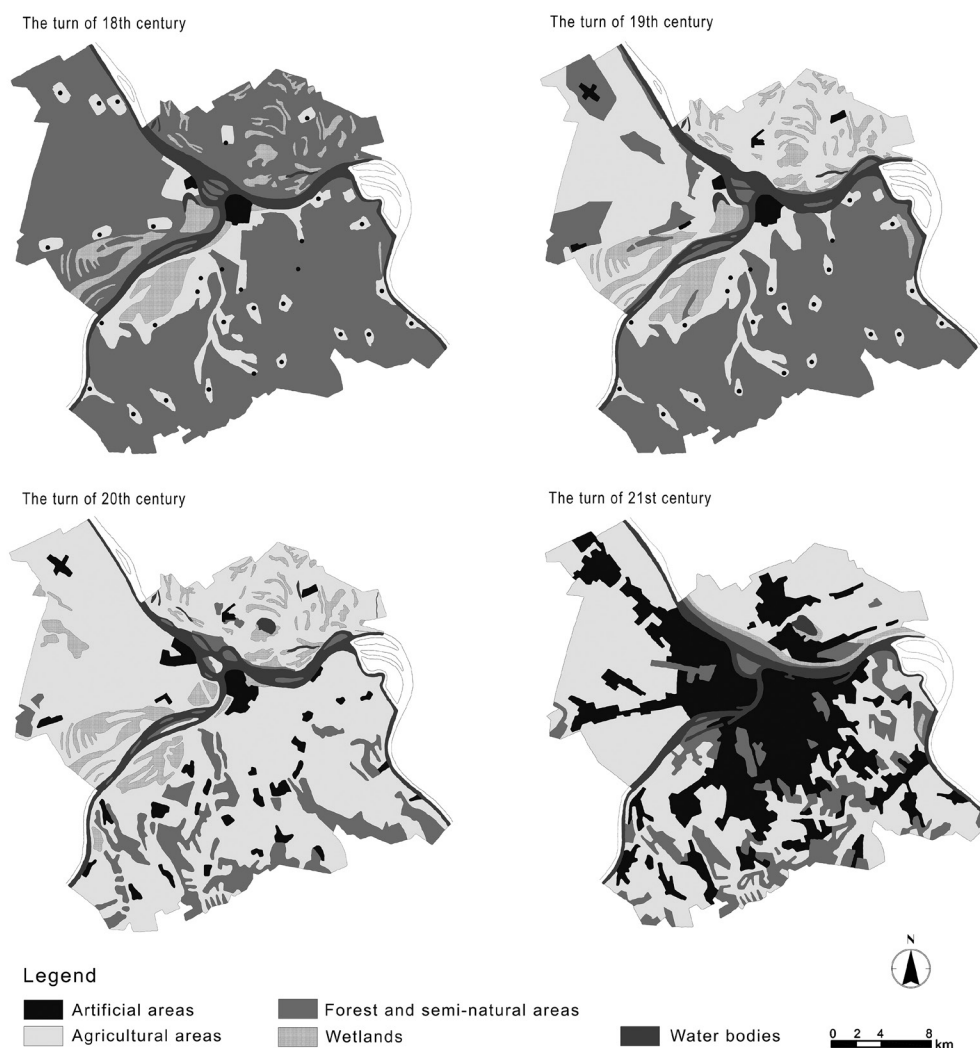 The turn of 18th century
The turn of 19th century
The turn of 20th century
The turn of 21st century
N
Legend
Artificial areas
Forest and semi-natural areas
Agricultural areas
Wetlands
Water bodies
0 2 4 8
km